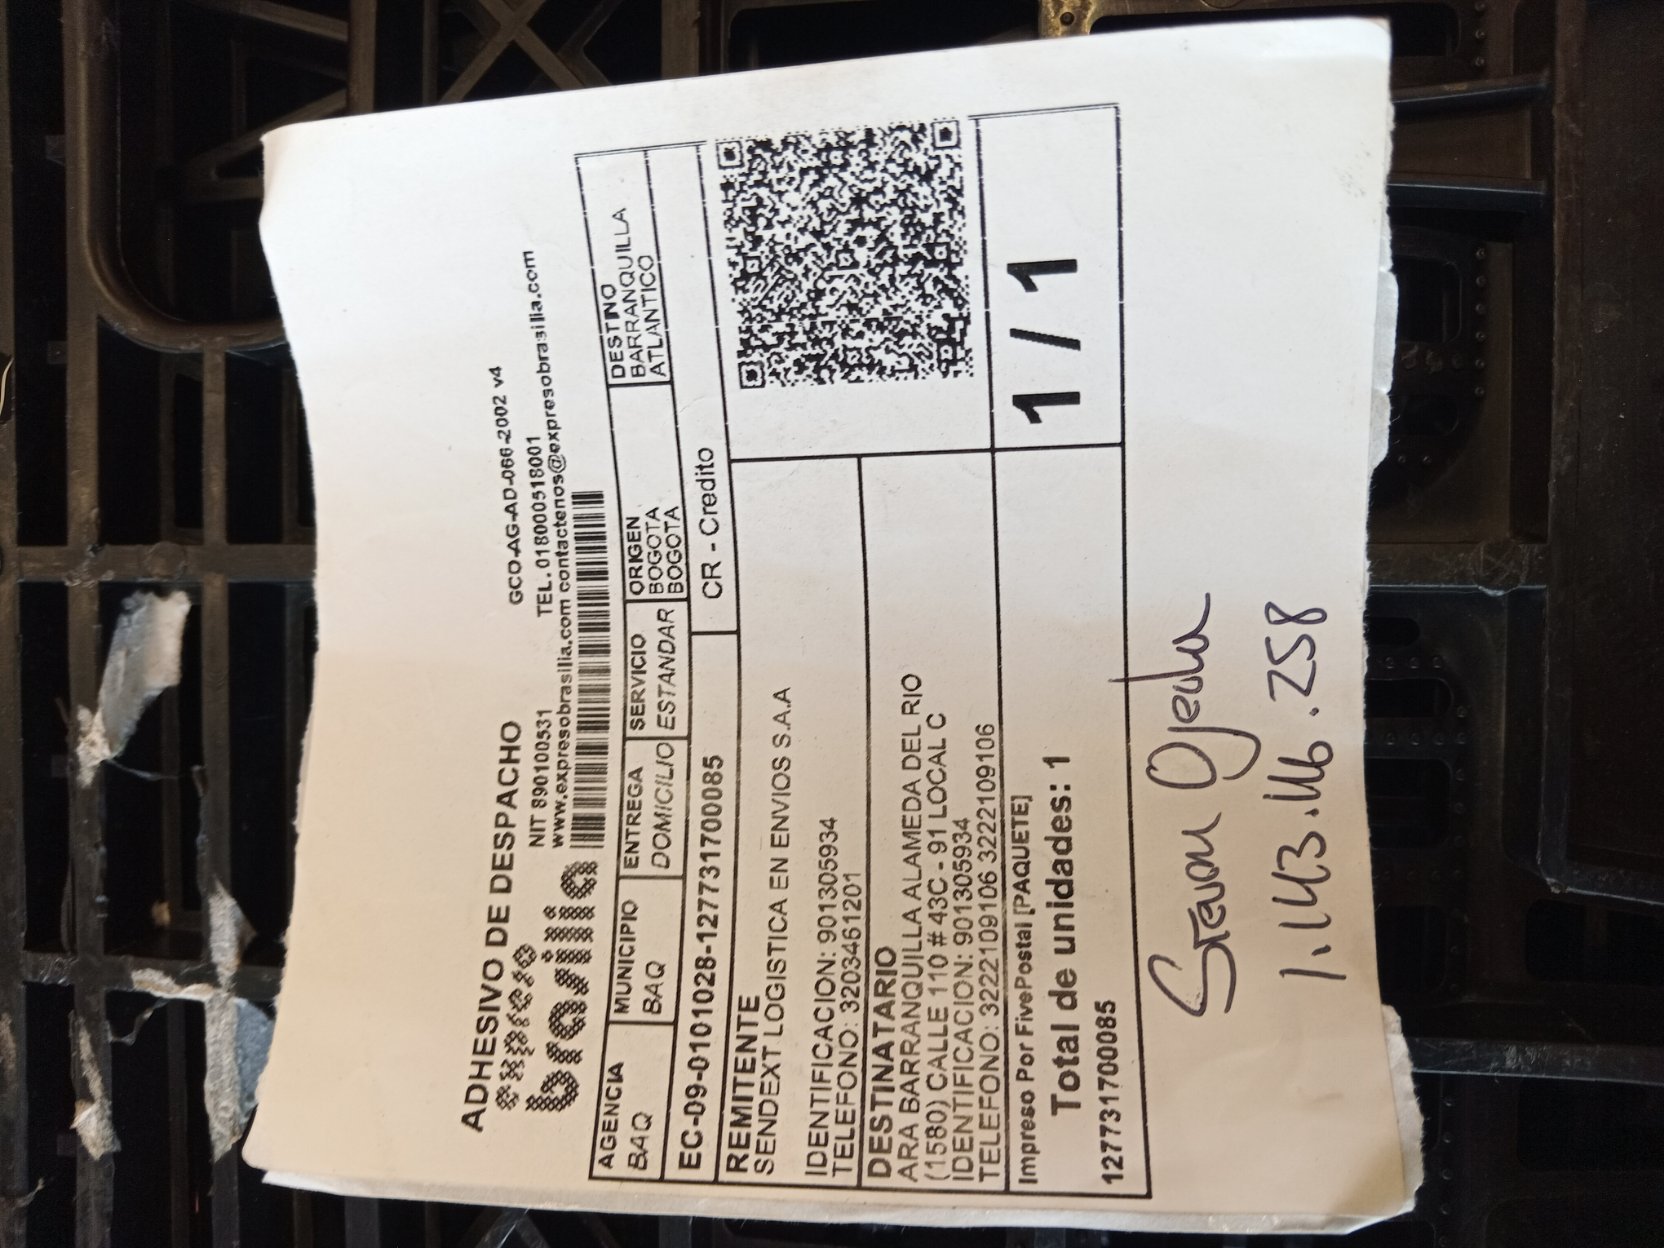 ADHESIVO DE DESPACHO
GCO-AG-AD-066-2002 v4
expreso
brasilia
NIT 890100531 TEL. 018000518001
www.expresobrasilia.com contactenos@expresobrasilia.com
AGENCIA MUNICIPIO ENTREGA SERVICIO ORIGEN DESTINO
BAQ BAQ DOMICILIO ESTANDAR BOGOTA BARRANQUILLA
BOGOTA ATLANTICO
EC-09-0101028-1277317700085 CR - Credito
REMITENTE
SENDEXT LOGISTICA EN ENVIOS S.A.A
IDENTIFICACION: 901305934
TELEFONO: 3203461201
DESTINATARIO
ARA BARRANQUILLA ALAMEDA DEL RIO
(1580) CALLE 110 # 43C - 91 LOCAL C
IDENTIFICACION: 901305934
TELEFONO: 3222109106 3222109106
Impreso Por FivePostal [PAQUETE]
Total de unidades: 1
1277317700085
1 / 1
Stevan Ojeda
1.143.146.258